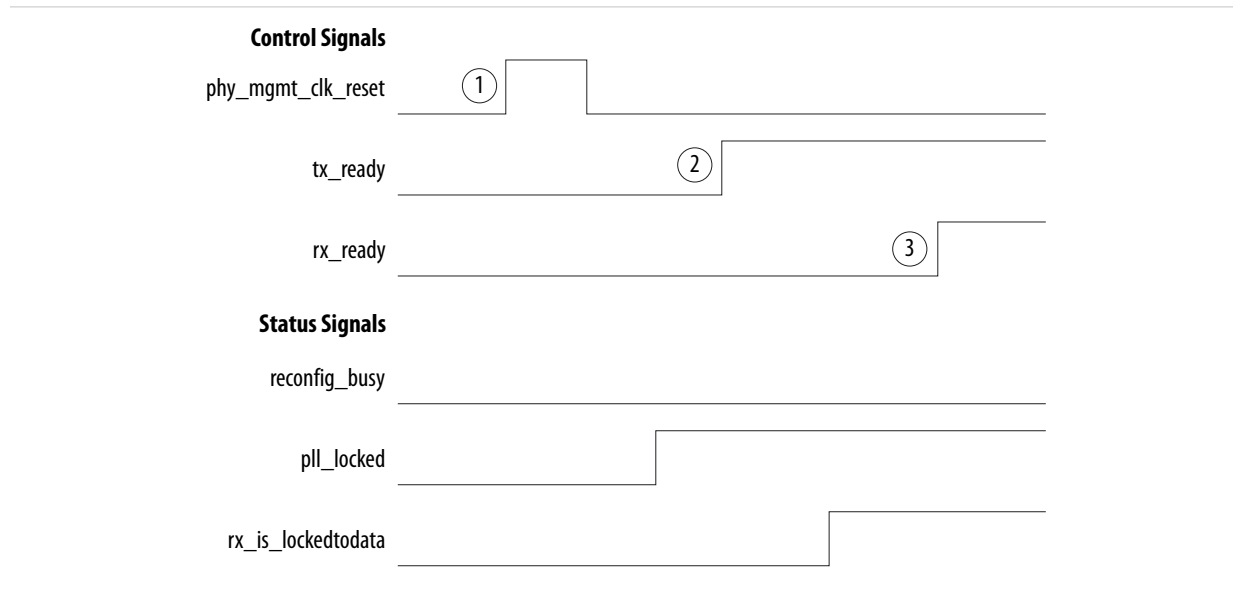 Control Signals
phy_mgmt_clk_reset
1
tx_ready
2
rx_ready
3
Status Signals
reconfig_busy
pll_locked
rx_is_lockedtodata